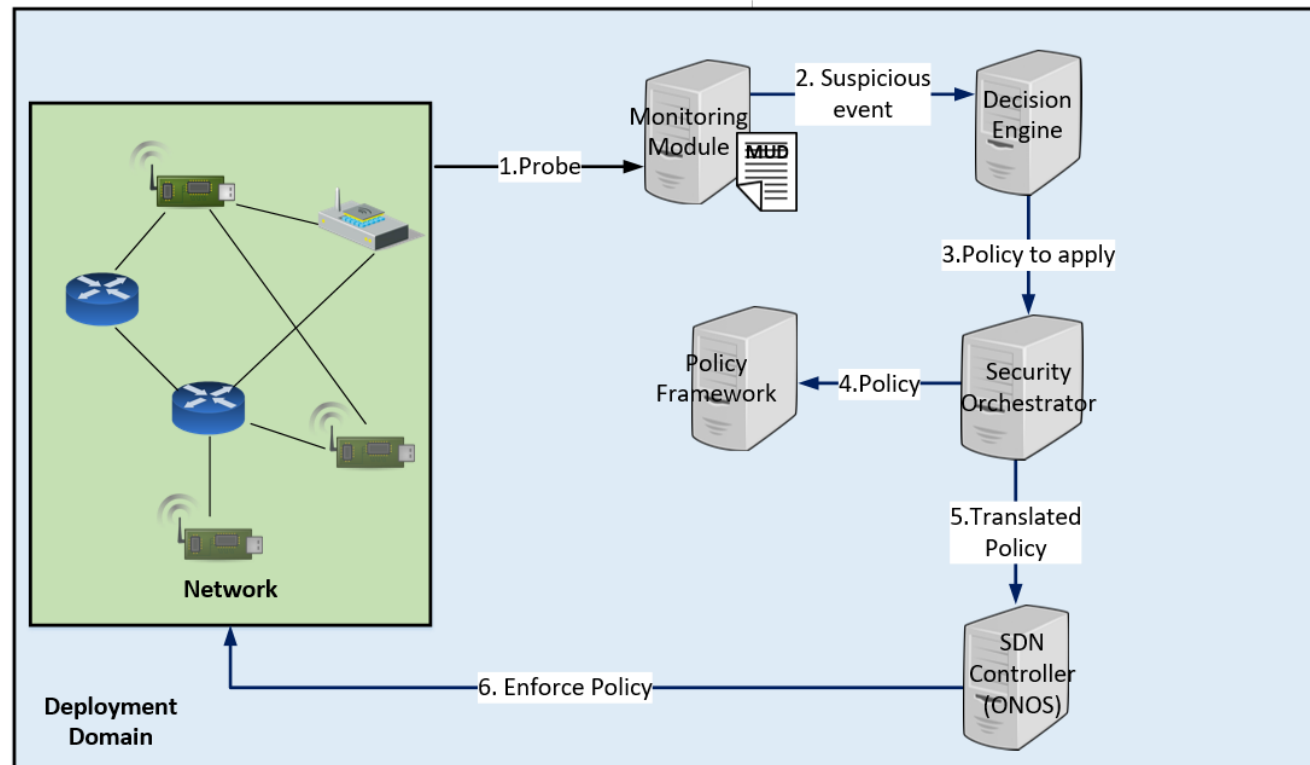 Monitoring
Module
MUD
1.Probe
2. Suspicious
event
Decision
Engine
3.Policy to apply
Security
Orchestrator
4.Policy
Policy
Framework
5.Translated
Policy
SDN
Controller
(ONOS)
6. Enforce Policy
Network
Deployment
Domain